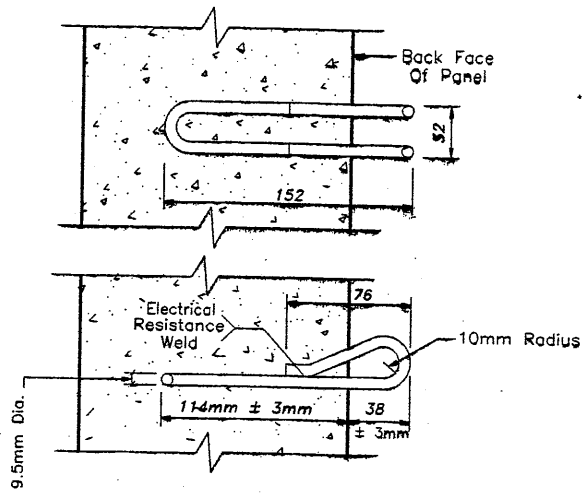 Back Face
Of Panel
52
152
76
Electrical
Resistance
Weld
10mm Radius
114mm ± 3mm
38
± 3mm
9.5mm Dia.